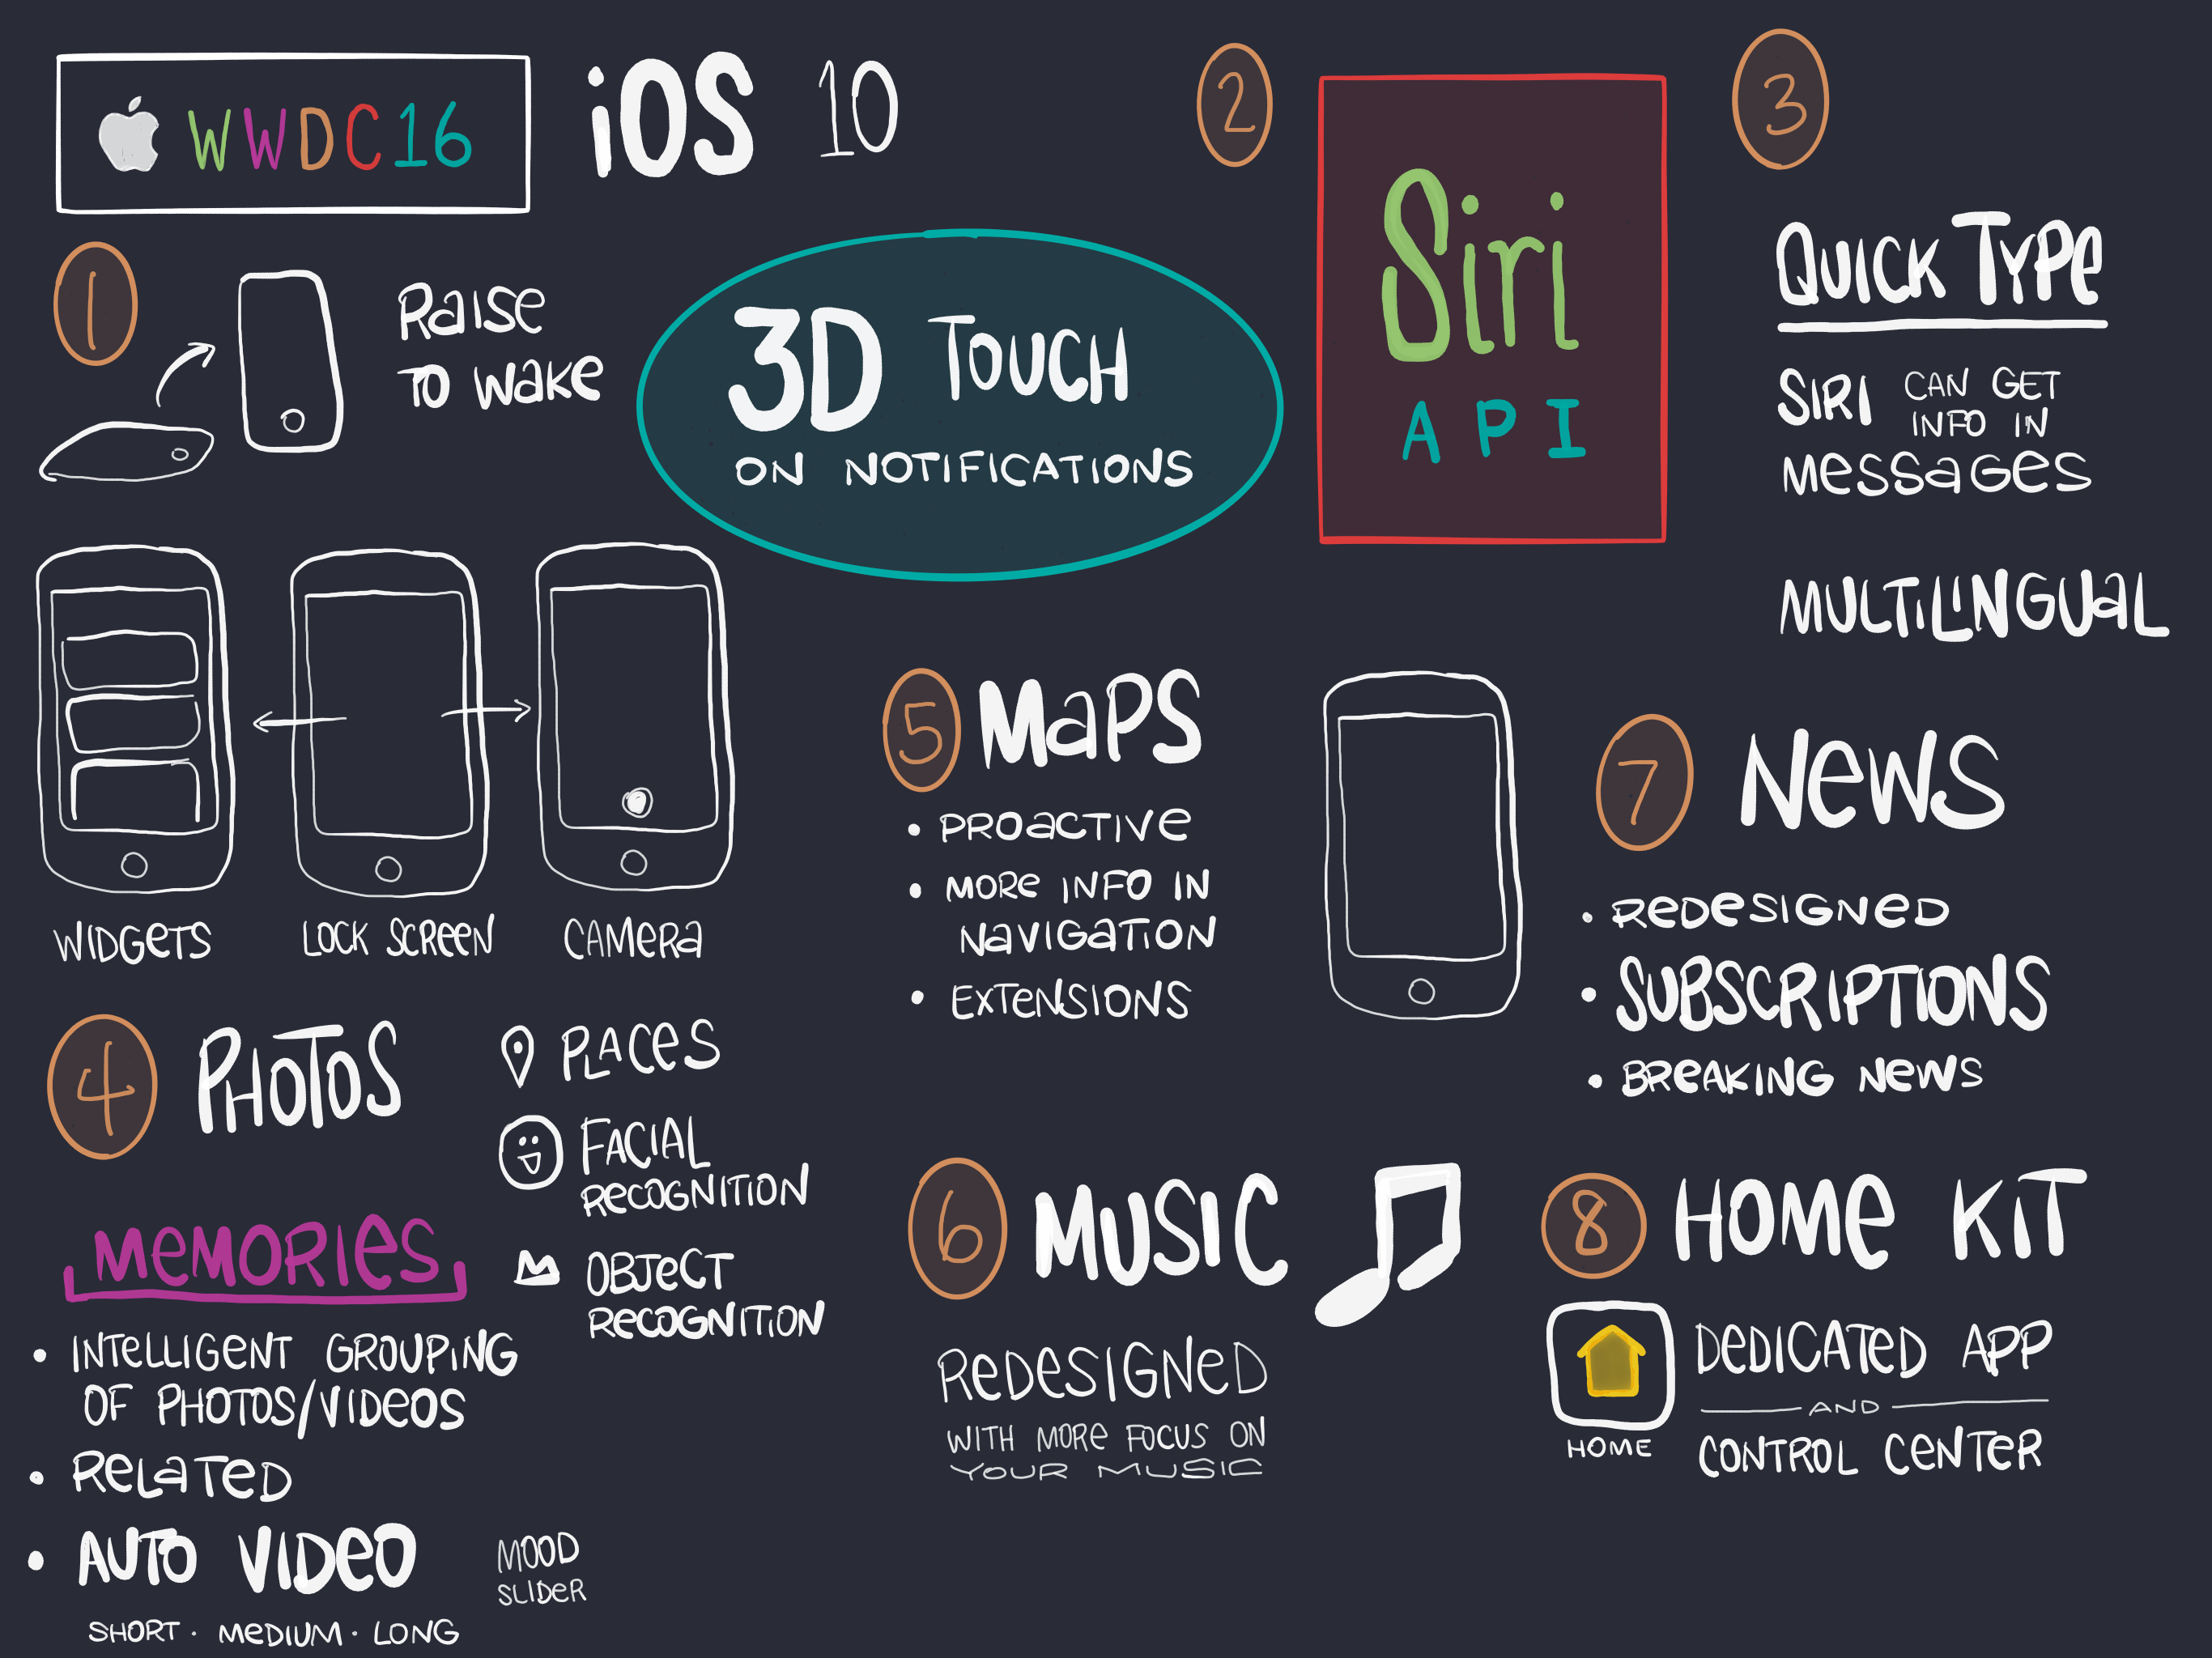 WWDC16
iOS 10
1
Raise
to wake
3D Touch
on notifications
Widgets
Lock Screen
Camera
2
Siri
API
3
Quick Type
Siri can get
info in
messages
Multilingual
4
Photos
Places
Facial
recognition
Object
recognition
Memories
• Intelligent grouping
of photos/videos
• Related
• Auto video
Mood
slider
short · medium · long
5
Maps
• Proactive
• More info in
navigation
• Extensions
6
Music
Redesigned
with more focus on
your music
7
News
• Redesigned
• Subscriptions
• Breaking news
8
Home Kit
Home
Dedicated app
and
control center